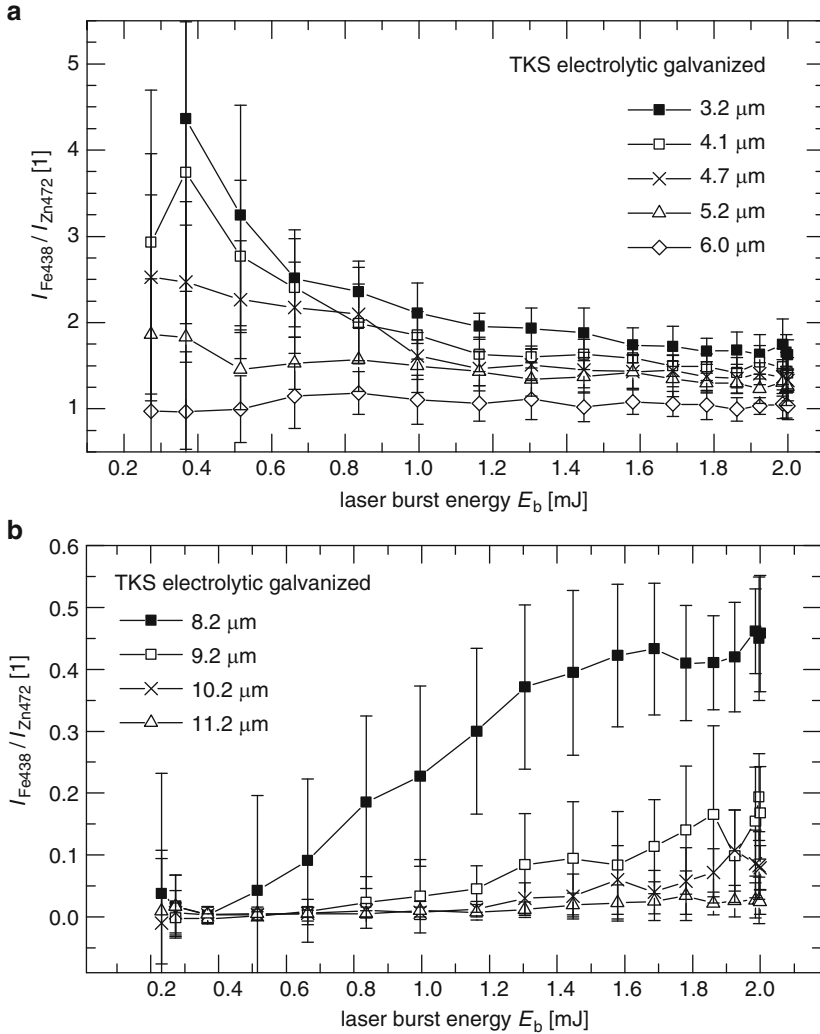 a
5
4
3
2
1
I_Fe438 / I_Zn472 [1]
TKS electrolytic galvanized
3.2 μm
4.1 μm
4.7 μm
5.2 μm
6.0 μm
0.2 0.4 0.6 0.8 1.0 1.2 1.4 1.6 1.8 2.0
laser burst energy E_b [mJ]
b
0.6
0.5
0.4
0.3
0.2
0.1
0.0
I_Fe438 / I_Zn472 [1]
TKS electrolytic galvanized
8.2 μm
9.2 μm
10.2 μm
11.2 μm
0.2 0.4 0.6 0.8 1.0 1.2 1.4 1.6 1.8 2.0
laser burst energy E_b [mJ]